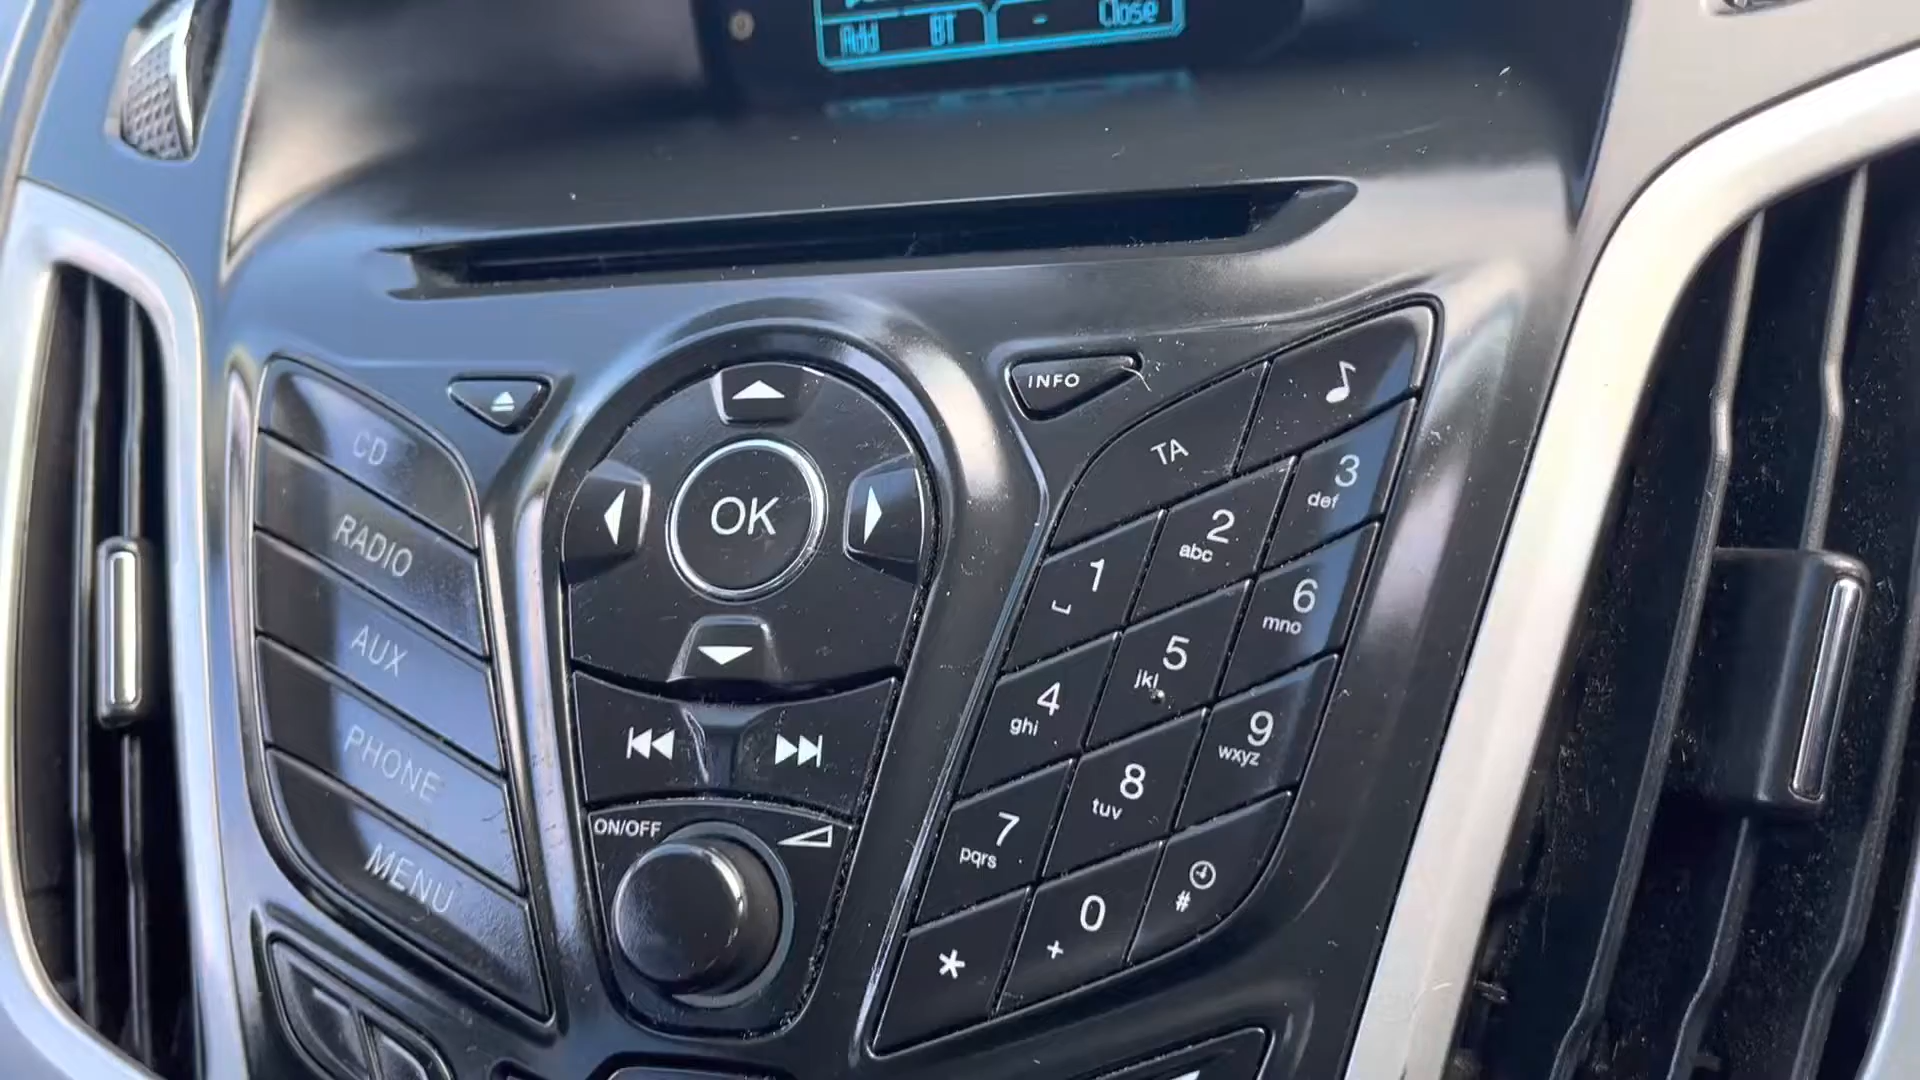 Add BT - Close
INFO
CD
RADIO
AUX
PHONE
MENU
OK
ON/OFF
TA
1
2
abc
3
def
4
ghi
5
jkl
6
mno
7
pqrs
8
tuv
9
wxyz
*
0
+
#